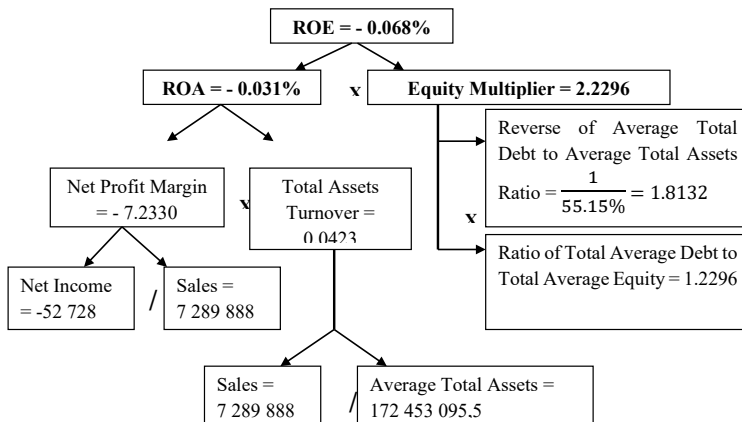 ROE = - 0.068%
ROA = - 0.031%
x
Equity Multiplier = 2.2296
Reverse of Average Total
Debt to Average Total Assets
Ratio = 1/55.15% = 1.8132
x
Ratio of Total Average Debt to
Total Average Equity = 1.2296
Net Profit Margin
= - 7.2330
x
Total Assets
Turnover =
0.0423
Net Income
= -52 728
/
Sales =
7 289 888
Sales =
7 289 888
/
Average Total Assets =
172 453 095,5